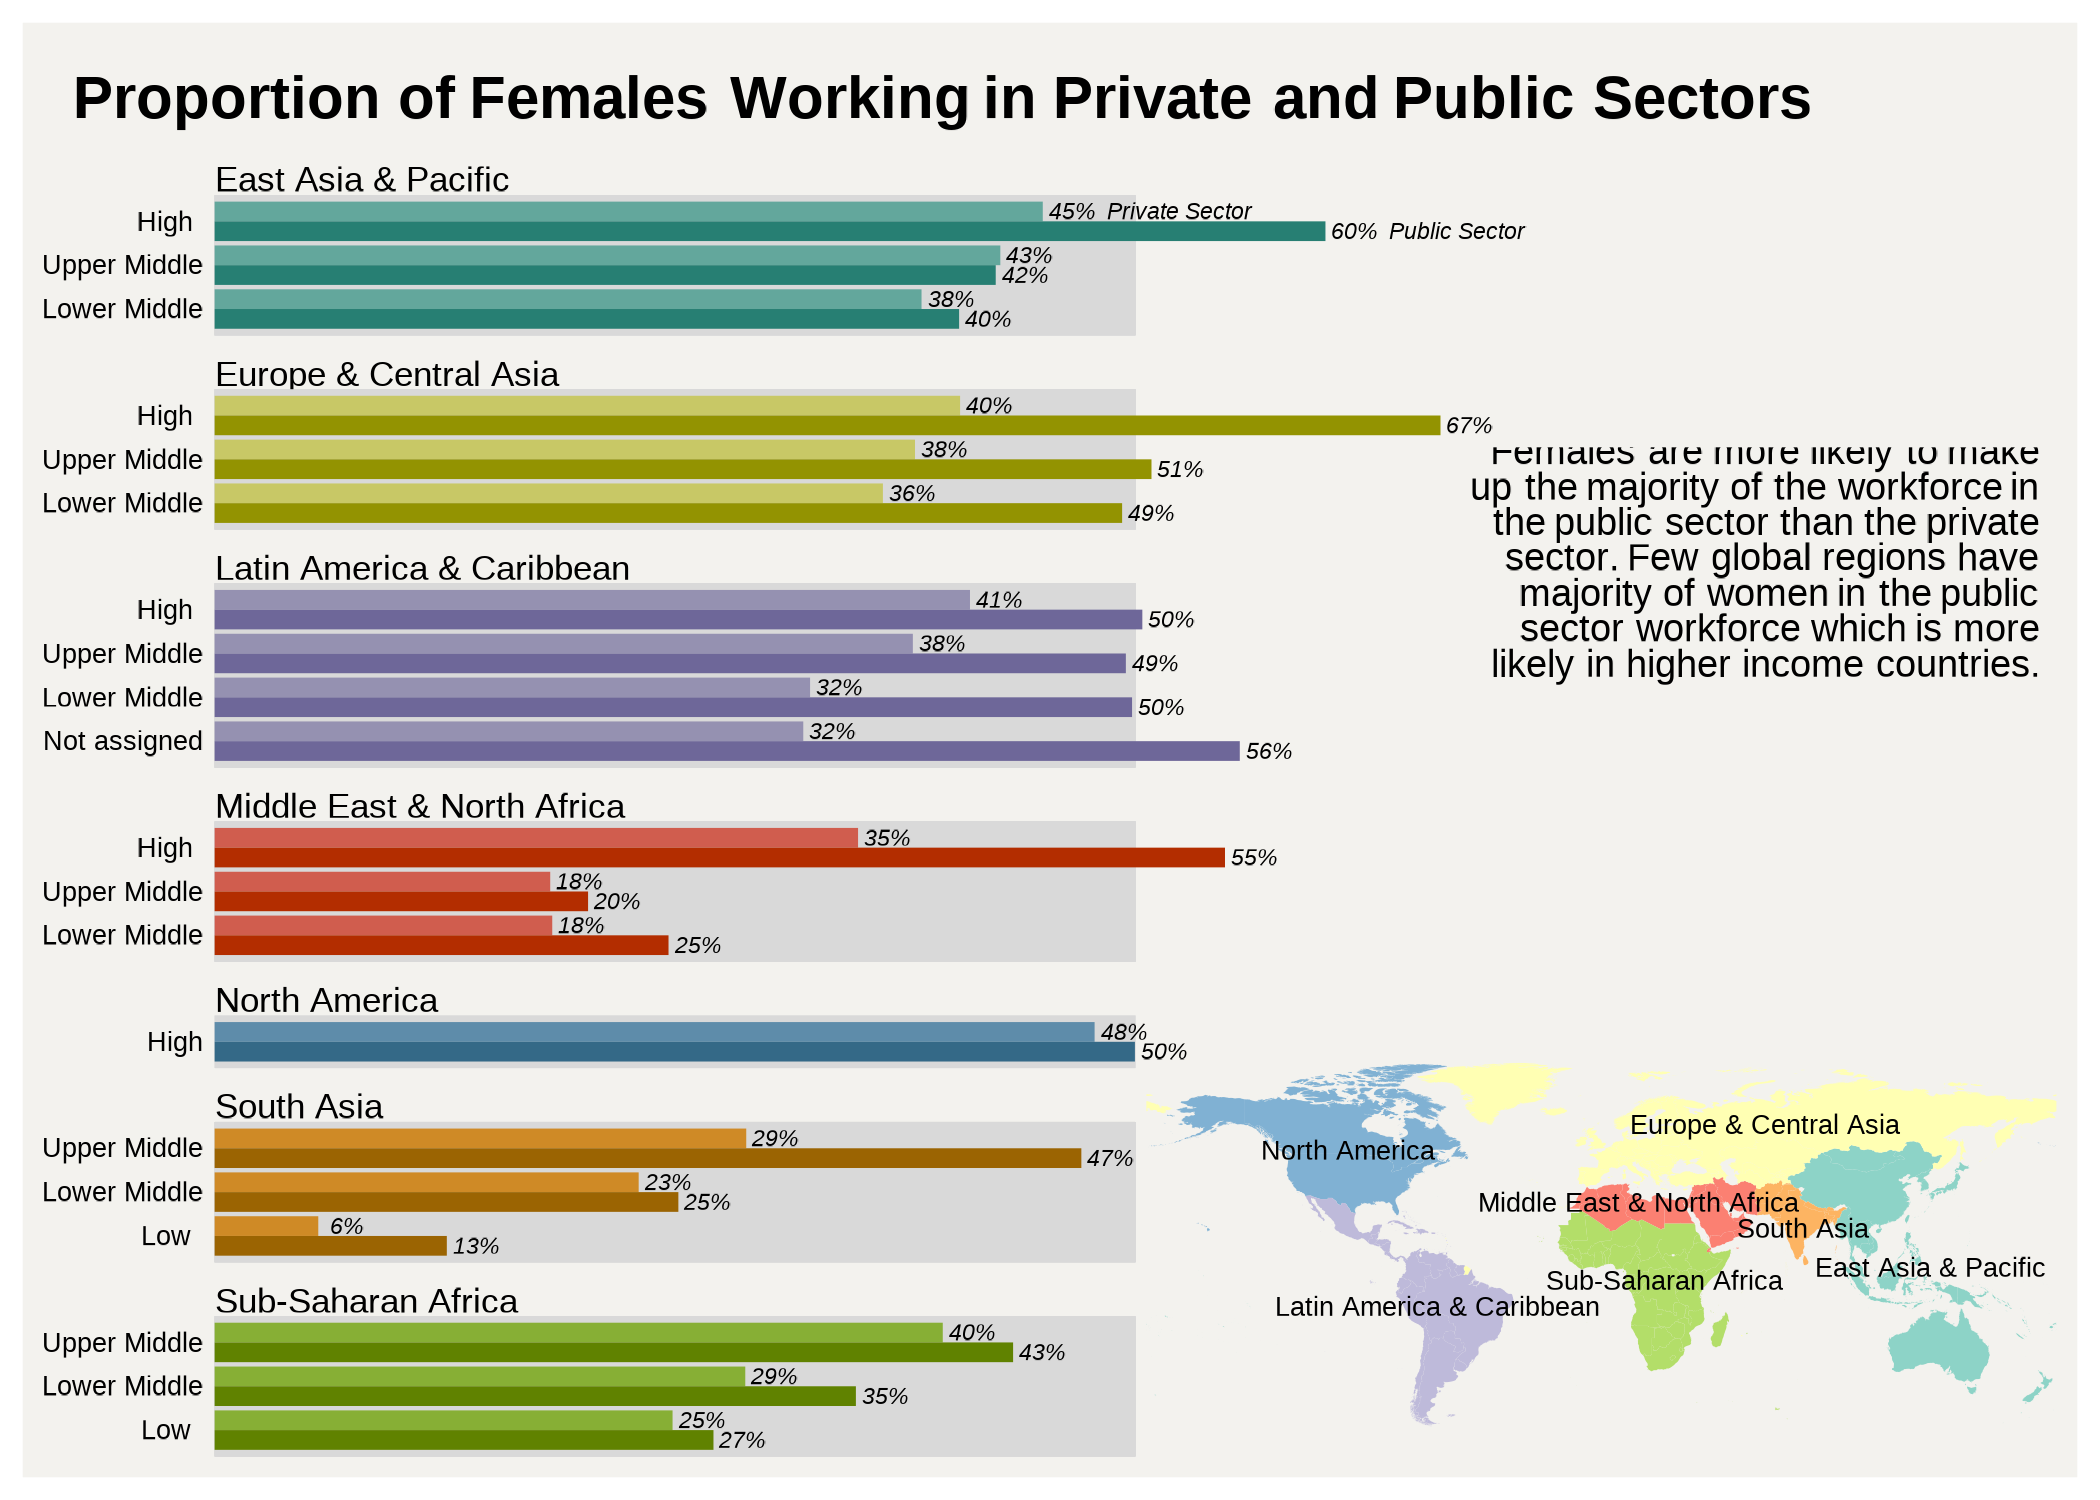 Proportion of Females Working in Private and Public Sectors
East Asia & Pacific
High 45% Private Sector
60% Public Sector
Upper Middle 43%
42%
Lower Middle 38%
40%
Europe & Central Asia
High 40%
67%
Upper Middle 38%
51%
Lower Middle 36%
49%
Latin America & Caribbean
High 41%
50%
Upper Middle 38%
49%
Lower Middle 32%
50%
Not assigned 32%
56%
Middle East & North Africa
High 35%
55%
Upper Middle 18%
20%
Lower Middle 18%
25%
North America
High 48%
50%
South Asia
Upper Middle 29%
47%
Lower Middle 23%
25%
Low 6%
13%
Sub-Saharan Africa
Upper Middle 40%
43%
Lower Middle 29%
35%
Low 25%
27%
Females are more likely to make
up the majority of the workforce in
the public sector than the private
sector. Few global regions have
majority of women in the public
sector workforce which is more
likely in higher income countries.
Europe & Central Asia
North America
Middle East & North Africa
South Asia
East Asia & Pacific
Sub-Saharan Africa
Latin America & Caribbean